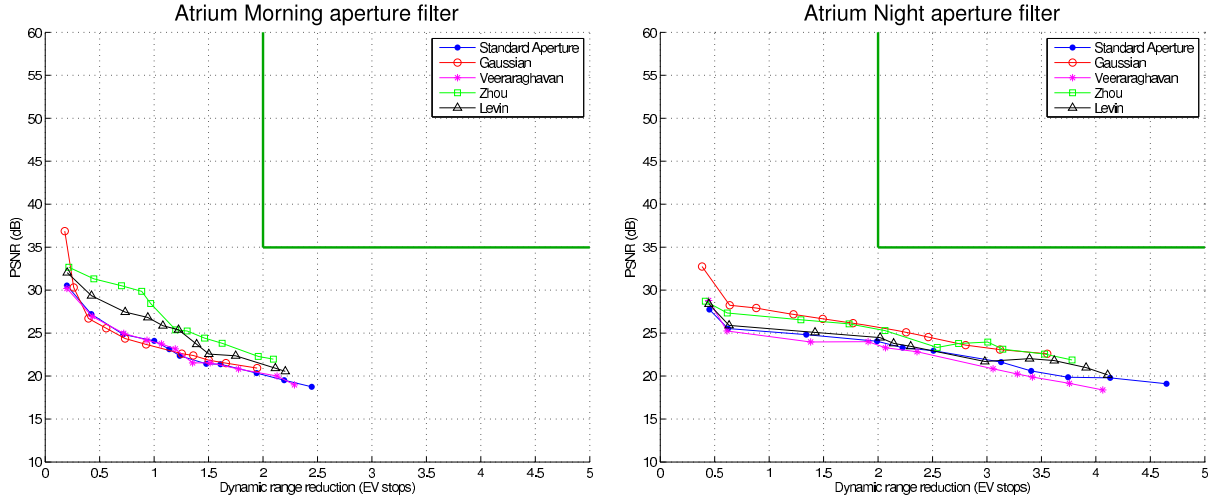 Atrium Morning aperture filter
60
55
50
45
40
35
30
25
20
15
10
PSNR (dB)
Standard Aperture
Gaussian
Veeraraghavan
Zhou
Levin
0 0.5 1 1.5 2 2.5 3 3.5 4 4.5 5
Dynamic range reduction (EV stops)
Atrium Night aperture filter
60
55
50
45
40
35
30
25
20
15
10
PSNR (dB)
Standard Aperture
Gaussian
Veeraraghavan
Zhou
Levin
0 0.5 1 1.5 2 2.5 3 3.5 4 4.5 5
Dynamic range reduction (EV stops)